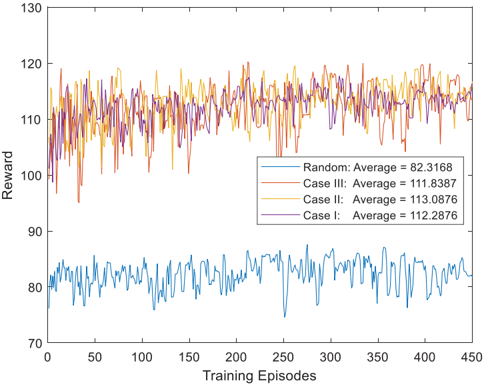 130
120
110
100
90
80
70
Reward
Random: Average = 82.3168
Case III: Average = 111.8387
Case II: Average = 113.0876
Case I: Average = 112.2876
0 50 100 150 200 250 300 350 400 450
Training Episodes